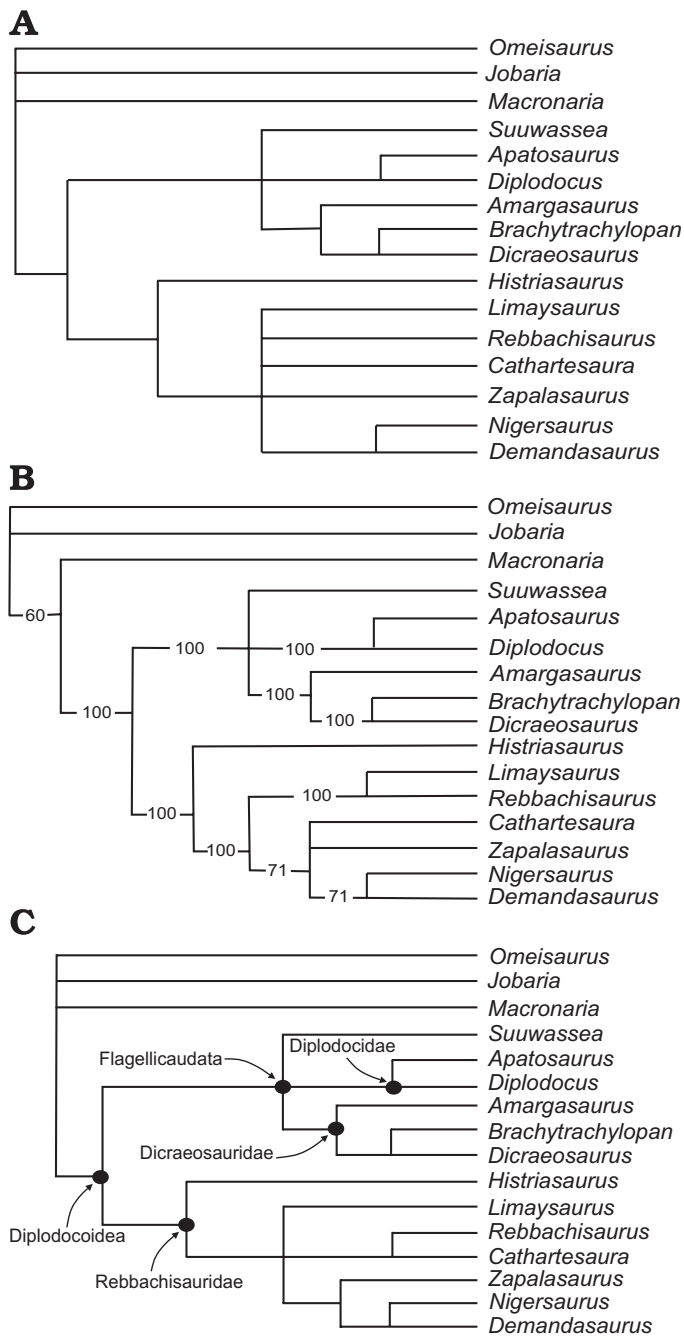 A
Omeisaurus
Jobaria
Macronaria
Suuwassea
Apatosaurus
Diplodocus
Amargasaurus
Brachytrachylopan
Dicraeosaurus
Histriasaurus
Limaysaurus
Rebbachisaurus
Cathartesaura
Zapalasaurus
Nigersaurus
Demandasaurus
B
Omeisaurus
Jobaria
Macronaria
60
Suuwassea
Apatosaurus
100 100 Diplodocus
Amargasaurus
100
Brachytrachylopan
100 100 Dicraeosaurus
Histriasaurus
Limaysaurus
100 Rebbachisaurus
100
Cathartesaura
100 Zapalasaurus
71
Nigersaurus
71 Demandasaurus
C
Omeisaurus
Jobaria
Macronaria
Suuwassea
Flagellicaudata Diplodocidae
Apatosaurus
Diplodocus
Amargasaurus
Brachytrachylopan
Dicraeosauridae Dicraeosaurus
Histriasaurus
Limaysaurus
Diplodocoidea Rebbachisaurus
Cathartesaura
Rebbachisauridae Zapalasaurus
Nigersaurus
Demandasaurus